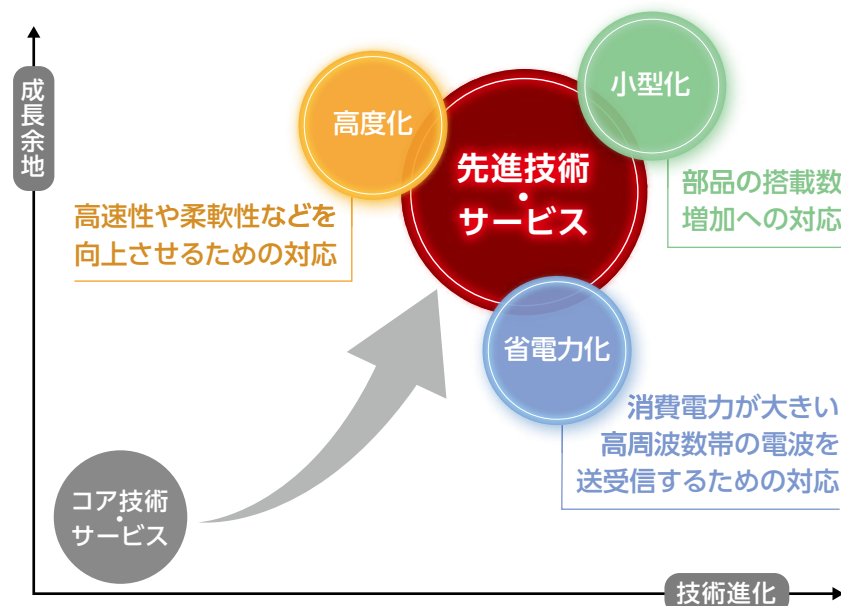 成長余地
高度化
小型化
先進技術
・
サービス
部品の搭載数
増加への対応
高速性や柔軟性などを
向上させるための対応
省電力化
消費電力が大きい
高周波数帯の電波を
送受信するための対応
コア技術
・
サービス
技術進化